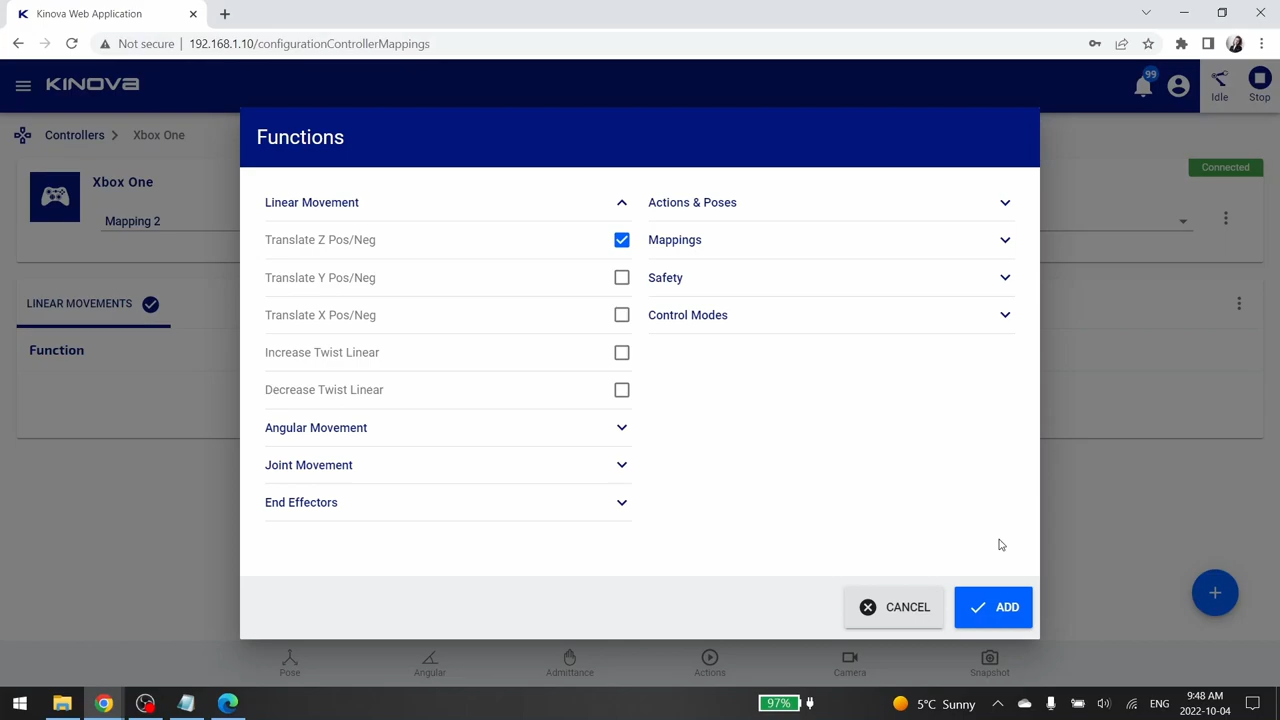 Kinova Web Application
Not secure
192.168.1.10/configurationControllerMappings
KINOVA
99
Idle
Stop
Controllers
Xbox One
Functions
Connected
Xbox One
Mapping 2
Linear Movement
Actions & Poses
Translate Z Pos/Neg
Mappings
Translate Y Pos/Neg
Safety
Translate X Pos/Neg
Control Modes
LINEAR MOVEMENTS
Function
Increase Twist Linear
Decrease Twist Linear
Angular Movement
Joint Movement
End Effectors
CANCEL
ADD
Pose
Angular
Admittance
Actions
Camera
Snapshot
97%
5°C Sunny
ENG
9:48 AM
2022-10-04